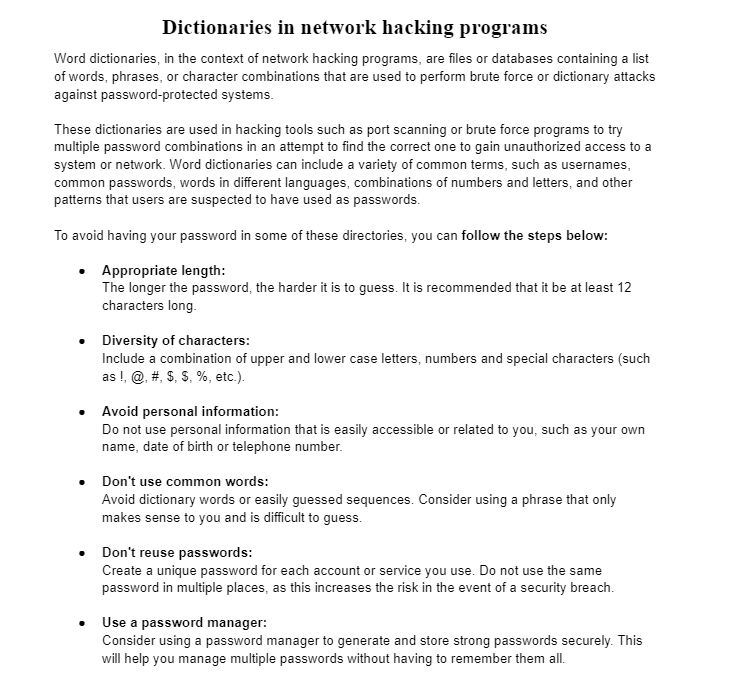 Dictionaries in network hacking programs
Word dictionaries, in the context of network hacking programs, are files or databases containing a list
of words, phrases, or character combinations that are used to perform brute force or dictionary attacks
against password-protected systems.
These dictionaries are used in hacking tools such as port scanning or brute force programs to try
multiple password combinations in an attempt to find the correct one to gain unauthorized access to a
system or network. Word dictionaries can include a variety of common terms, such as usernames,
common passwords, words in different languages, combinations of numbers and letters, and other
patterns that users are suspected to have used as passwords.
To avoid having your password in some of these directories, you can follow the steps below:
• Appropriate length:
The longer the password, the harder it is to guess. It is recommended that it be at least 12
characters long.
• Diversity of characters:
Include a combination of upper and lower case letters, numbers and special characters (such
as !, @, #, $, $, %, etc.).
• Avoid personal information:
Do not use personal information that is easily accessible or related to you, such as your own
name, date of birth or telephone number.
• Don't use common words:
Avoid dictionary words or easily guessed sequences. Consider using a phrase that only
makes sense to you and is difficult to guess.
• Don't reuse passwords:
Create a unique password for each account or service you use. Do not use the same
password in multiple places, as this increases the risk in the event of a security breach.
• Use a password manager:
Consider using a password manager to generate and store strong passwords securely. This
will help you manage multiple passwords without having to remember them all.